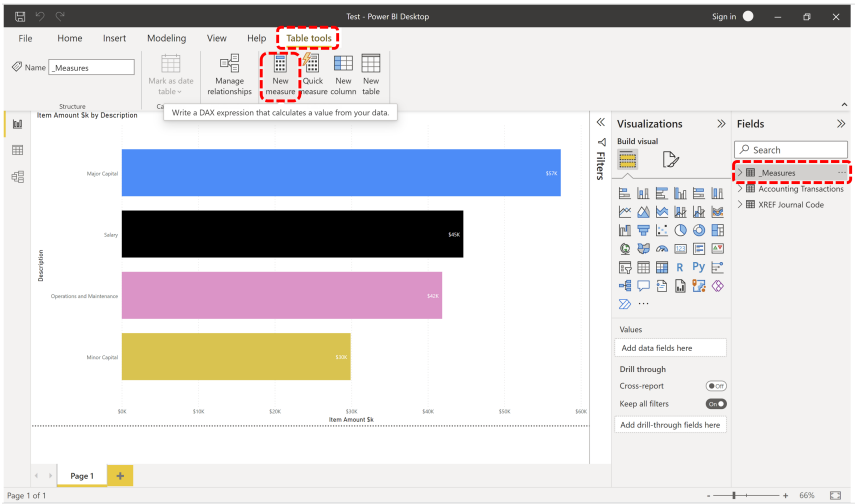 Test - Power BI Desktop
Sign in
File Home Insert Modeling View Help Table tools
Name _Measures
Mark as date
table
Manage
relationships
New
measure
Quick
measure
New
column
New
table
Structure
Write a DAX expression that calculates a value from your data.
Item Amount $k by Description
Major Capital
$57K
Salary
$45K
Operations and Maintenence
$42K
Minor Capital
$30K
Description
$0K $10K $20K $30K $40K $50K $60K
Item Amount $k
Filters
Visualizations
Build visual
123
R Py
Values
Add data fields here
Drill through
Cross-report Off
Keep all filters On
Add drill-through fields here
Fields
Search
_Measures
Accounting Transactions
XREF Journal Code
Page 1
Page 1 of 1
66%